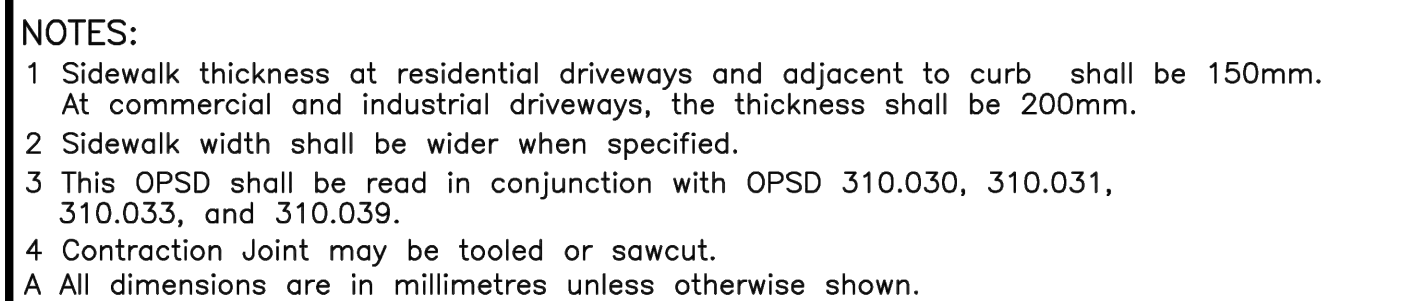 NOTES:
1 Sidewalk thickness at residential driveways and adjacent to curb shall be 150mm.
At commercial and industrial driveways, the thickness shall be 200mm.
2 Sidewalk width shall be wider when specified.
3 This OPSD shall be read in conjunction with OPSD 310.030, 310.031,
310.033, and 310.039.
4 Contraction Joint may be tooled or sawcut.
A All dimensions are in millimetres unless otherwise shown.